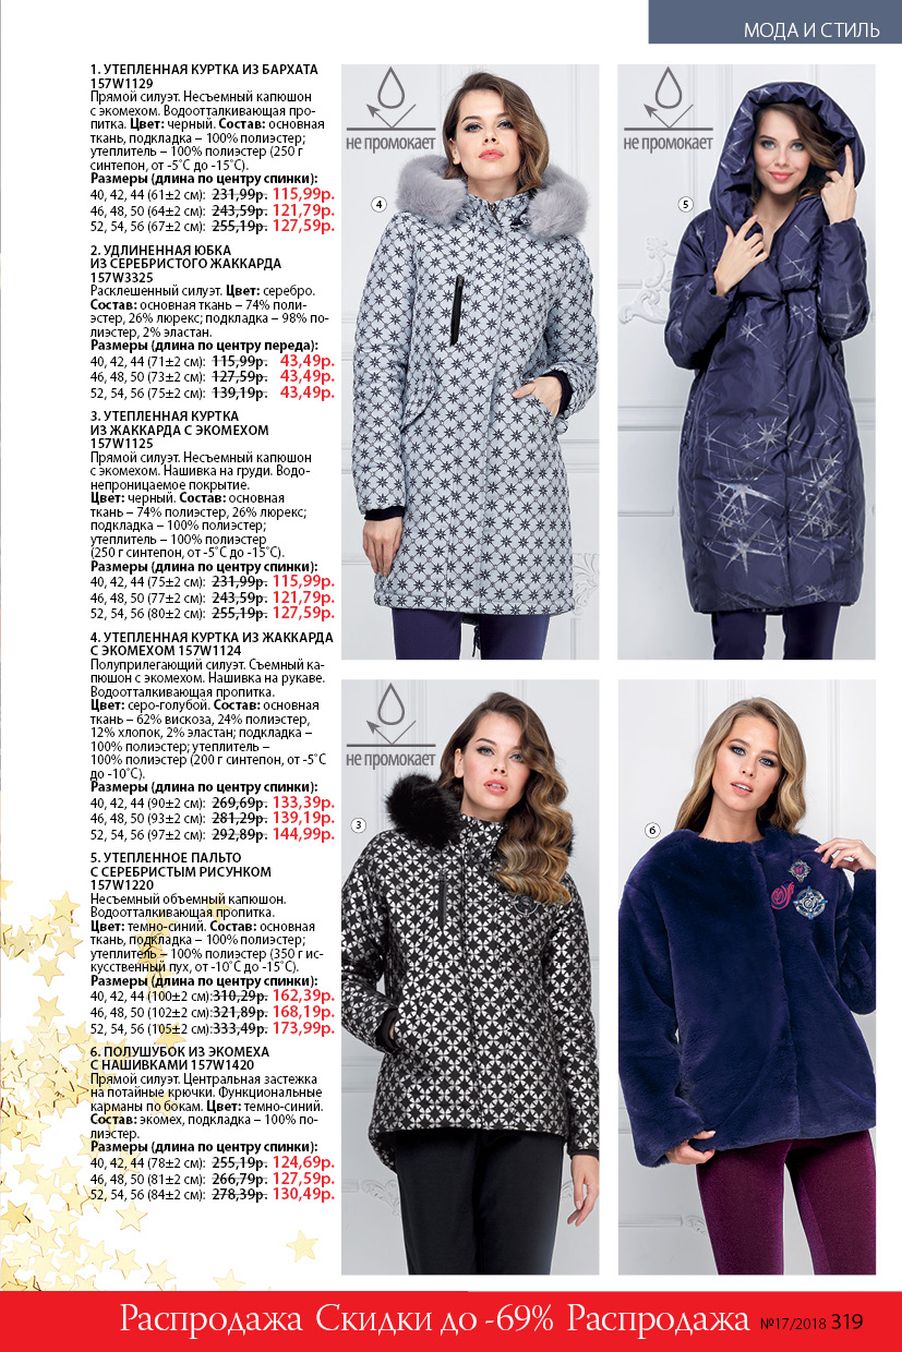 МОДА И СТИЛЬ
1. УТЕПЛЕННАЯ КУРТКА ИЗ БАРХАТА
157W1129
Прямой силуэт. Несъемный капюшон
с экомехом. Водоотталкивающая про-
питка. Цвет: черный. Состав: основная
ткань, подкладка – 100% полиэстер;
утеплитель – 100% полиэстер (250 г
синтепон, от -5˚С до -15˚С).
Размеры (длина по центру спинки):
40, 42, 44 (61±2 см): 231,99р. 115,99р.
46, 48, 50 (64±2 см): 243,59р. 121,79р.
52, 54, 56 (67±2 см): 255,19р. 127,59р.
2. УДЛИНЕННАЯ ЮБКА
ИЗ СЕРЕБРИСТОГО ЖАККАРДА
157W3325
Расклешенный силуэт. Цвет: серебро.
Состав: основная ткань – 74% поли-
эстер, 26% люрекс; подкладка – 98% по-
лиэстер, 2% эластан.
Размеры (длина по центру переда):
40, 42, 44 (71±2 см): 115,99р. 43,49р.
46, 48, 50 (73±2 см): 127,59р. 43,49р.
52, 54, 56 (75±2 см): 139,19р. 43,49р.
3. УТЕПЛЕННАЯ КУРТКА
ИЗ ЖАККАРДА С ЭКОМЕХОМ
157W1125
Прямой силуэт. Несъемный капюшон
с экомехом. Нашивка на груди. Водо-
непроницаемое покрытие.
Цвет: черный. Состав: основная
ткань – 74% полиэстер, 26% люрекс;
подкладка – 100% полиэстер;
утеплитель – 100% полиэстер
(250 г синтепон, от -5˚С до -15˚С).
Размеры (длина по центру спинки):
40, 42, 44 (75±2 см): 231,99р. 115,99р.
46, 48, 50 (77±2 см): 243,59р. 121,79р.
52, 54, 56 (80±2 см): 255,19р. 127,59р.
4. УТЕПЛЕННАЯ КУРТКА ИЗ ЖАККАРДА
С ЭКОМЕХОМ 157W1124
Полуприлегающий силуэт. Съемный ка-
пюшон с экомехом. Нашивка на рукаве.
Водоотталкивающая пропитка.
Цвет: серо-голубой. Состав: основная
ткань – 62% вискоза, 24% полиэстер,
12% хлопок, 2% эластан; подкладка –
100% полиэстер; утеплитель –
100% полиэстер (200 г синтепон, от -5˚С
до -10˚С).
Размеры (длина по центру спинки):
40, 42, 44 (90±2 см): 269,69р. 133,39р.
46, 48, 50 (93±2 см): 281,29р. 139,19р.
52, 54, 56 (97±2 см): 292,89р. 144,99р.
5. УТЕПЛЕННОЕ ПАЛЬТО
С СЕРЕБРИСТЫМ РИСУНКОМ
157W1220
Несъемный объемный капюшон.
Водоотталкивающая пропитка.
Цвет: темно-синий. Состав: основная
ткань, подкладка – 100% полиэстер;
утеплитель – 100% полиэстер (350 г ис-
кусственный пух, от -10˚С до -15˚С).
Размеры (длина по центру спинки):
40, 42, 44 (100±2 см): 310,29р. 162,39р.
46, 48, 50 (102±2 см): 321,89р. 168,19р.
52, 54, 56 (105±2 см): 333,49р. 173,99р.
6. ПОЛУШУБОК ИЗ ЭКОМЕХА
С НАШИВКАМИ 157W1420
Прямой силуэт. Центральная застежка
на потайные крючки. Функциональные
карманы по бокам. Цвет: темно-синий.
Состав: экомех, подкладка – 100% по-
лиэстер.
Размеры (длина по центру спинки):
40, 42, 44 (78±2 см): 255,19р. 124,69р.
46, 48, 50 (81±2 см): 266,79р. 127,59р.
52, 54, 56 (84±2 см): 278,39р. 130,49р.
не промокает
4
не промокает
5
не промокает
3
6
Распродажа Скидки до -69% Распродажа №17/2018 319